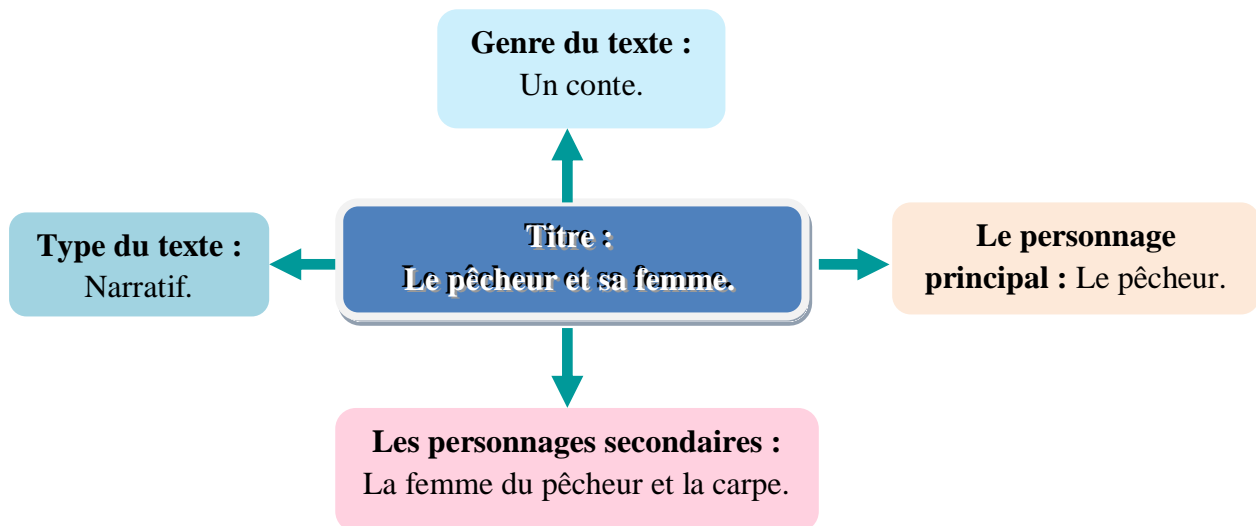 Genre du texte :
Un conte.
Type du texte :
Narratif.
Titre :
Le pêcheur et sa femme.
Le personnage
principal : Le pêcheur.
Les personnages secondaires :
La femme du pêcheur et la carpe.